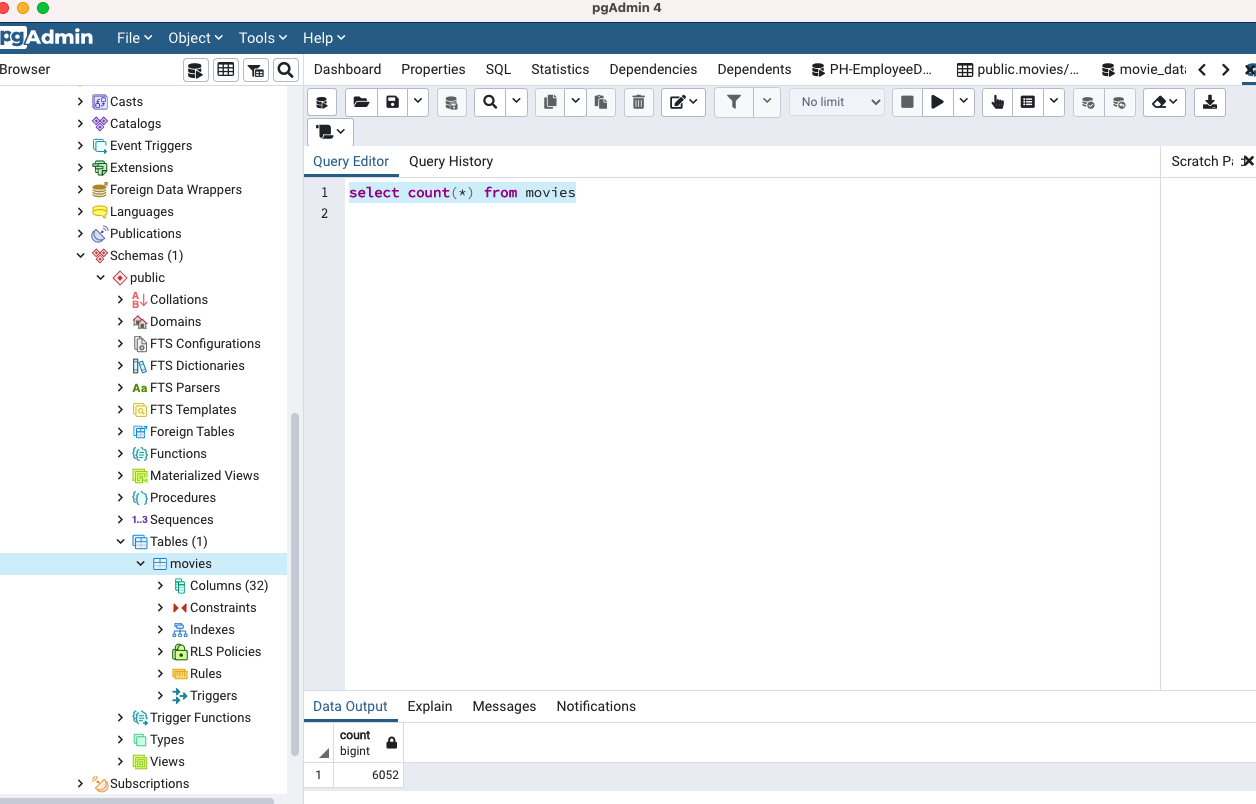 pgAdmin 4
pgAdmin File Object Tools Help
Browser
Dashboard Properties SQL Statistics Dependencies Dependents PH-EmployeeD... public.movies/...
No limit
Query Editor Query History
Scratch
1 select count(*) from movies
2
Casts
Catalogs
Event Triggers
Extensions
Foreign Data Wrappers
Languages
Publications
Schemas (1)
public
Collations
Domains
FTS Configurations
FTS Dictionaries
Aa FTS Parsers
FTS Templates
Foreign Tables
Functions
Materialized Views
Procedures
1..3 Sequences
Tables (1)
movies
Columns (32)
Constraints
Indexes
RLS Policies
Rules
Triggers
Trigger Functions
Types
Views
Subscriptions
Data Output Explain Messages Notifications
count
bigint
1 6052